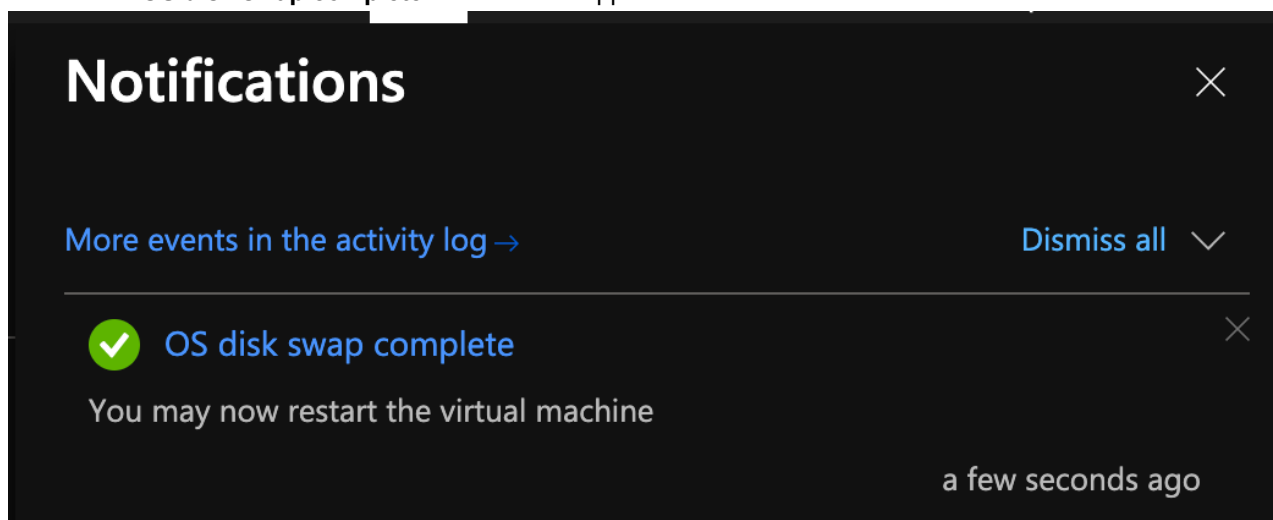 Notifications
More events in the activity log →
Dismiss all
OS disk swap complete
You may now restart the virtual machine
a few seconds ago